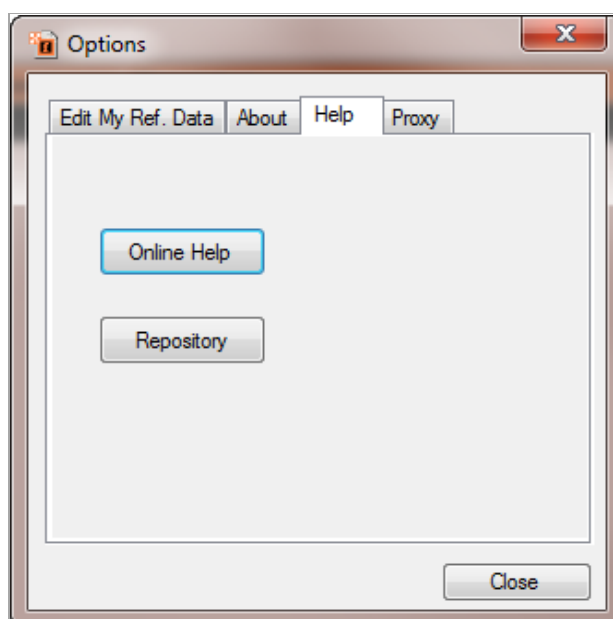 Options
Edit My Ref. Data About Help Proxy
Online Help
Repository
Close